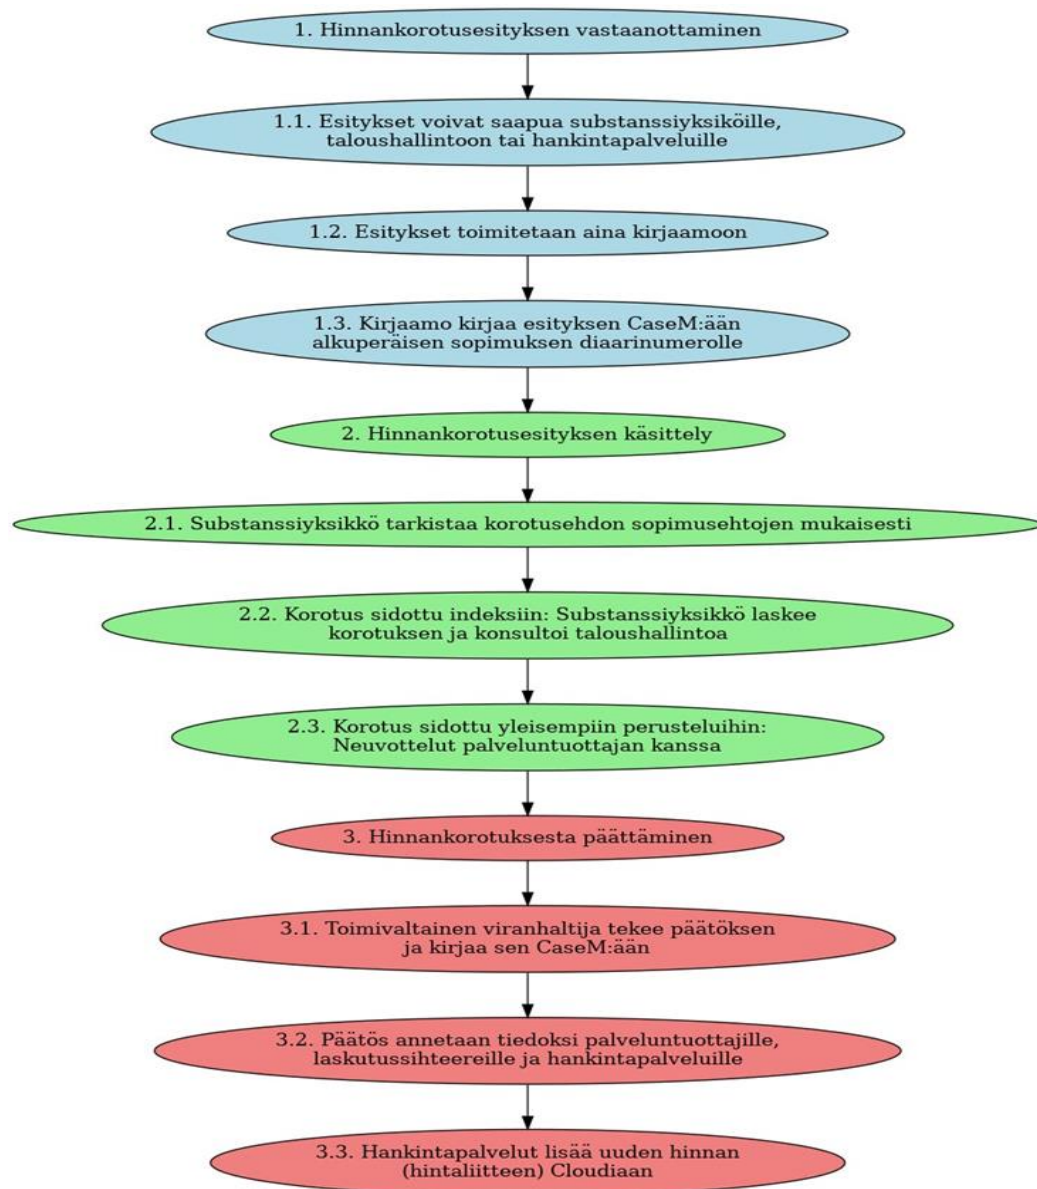 1. Hinnankorotusesityksen vastaanottaminen
1.1. Esitykset voivat saapua substanssiyksiköille,
taloushallintoon tai hankintapalveluille
1.2. Esitykset toimitetaan aina kirjaamoon
1.3. Kirjaamo kirjaa esityksen CaseM:ään
alkuperäisen sopimuksen diaarinumerolle
2. Hinnankorotusesityksen käsittely
2.1. Substanssiyksikkö tarkistaa korotusehdon sopimusehtojen mukaisesti
2.2. Korotus sidottu indeksiin: Substanssiyksikkö laskee
korotuksen ja konsultoi taloushallintoa
2.3. Korotus sidottu yleisempiin perusteluihin:
Neuvottelut palveluntuottajan kanssa
3. Hinnankorotuksesta päättäminen
3.1. Toimivaltainen viranhaltija tekee päätöksen
ja kirjaa sen CaseM:ään
3.2. Päätös annetaan tiedoksi palveluntuottajille,
laskutussihteereille ja hankintapalveluille
3.3. Hankintapalvelut lisää uuden hinnan
(hintaliitteen) Cloudiaan